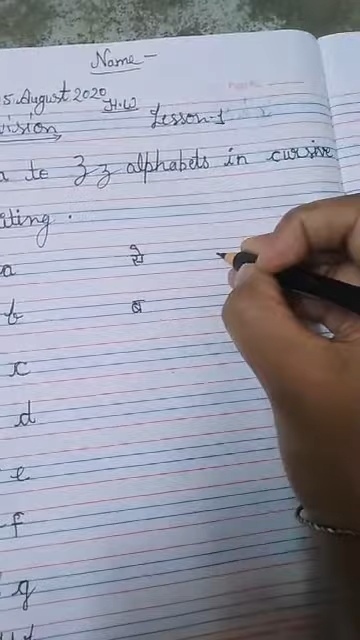 Name -
5 August 2020
H.W
Lesson-1
vision
a to Zz alphabets in cursive
iting.
a से
b ब
c
d
e
f
g